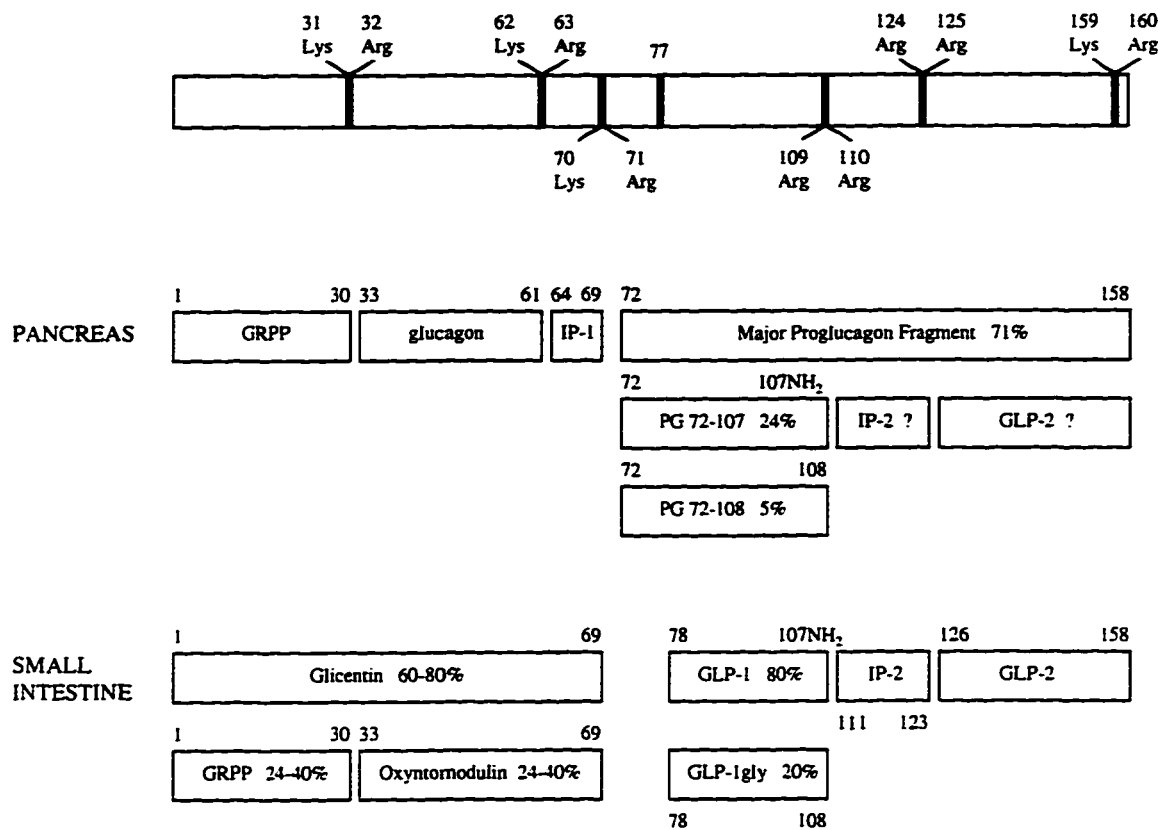 31 32 62 63 124 125 159 160
Lys Arg Lys Arg 77 Arg Arg Lys Arg
70 71 109 110
Lys Arg Arg Arg
1 30 33 61 64 69 72 158
PANCREAS GRPP glucagon IP-1 Major Proglucagon Fragment 71%
72 107NH2
PG 72-107 24% IP-2 ? GLP-2 ?
72 108
PG 72-108 5%
1 69 78 107NH2 126 158
SMALL
INTESTINE
Glicentin 60-80% GLP-1 80% IP-2 GLP-2
111 123
1 30 33 69
GRPP 24-40% Oxyntomodulin 24-40% GLP-1gly 20%
78 108